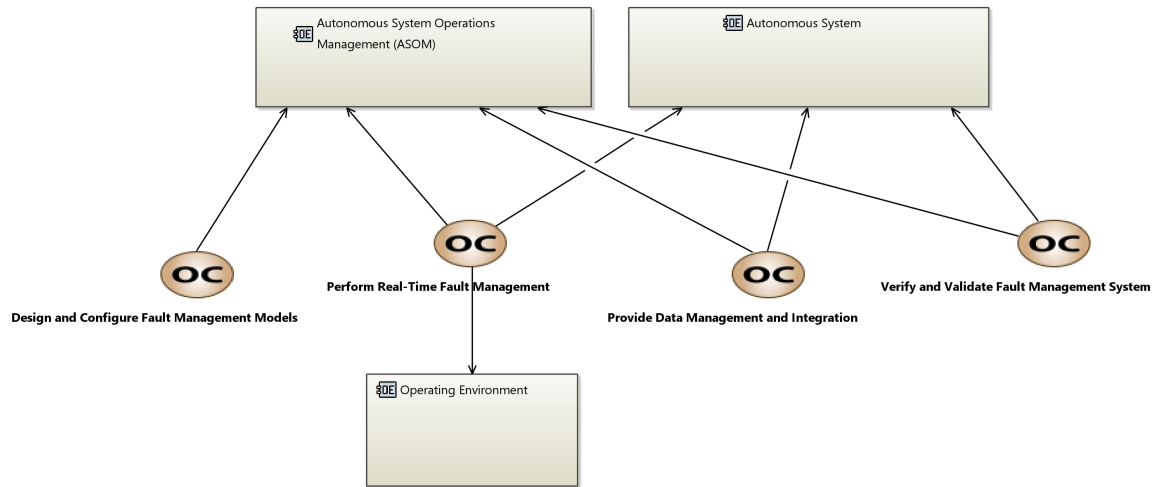 OE Autonomous System Operations
Management (ASOM)
OE Autonomous System
OC
OC
OC
OC
Perform Real-Time Fault Management
Verify and Validate Fault Management System
Design and Configure Fault Management Models
Provide Data Management and Integration
OE Operating Environment